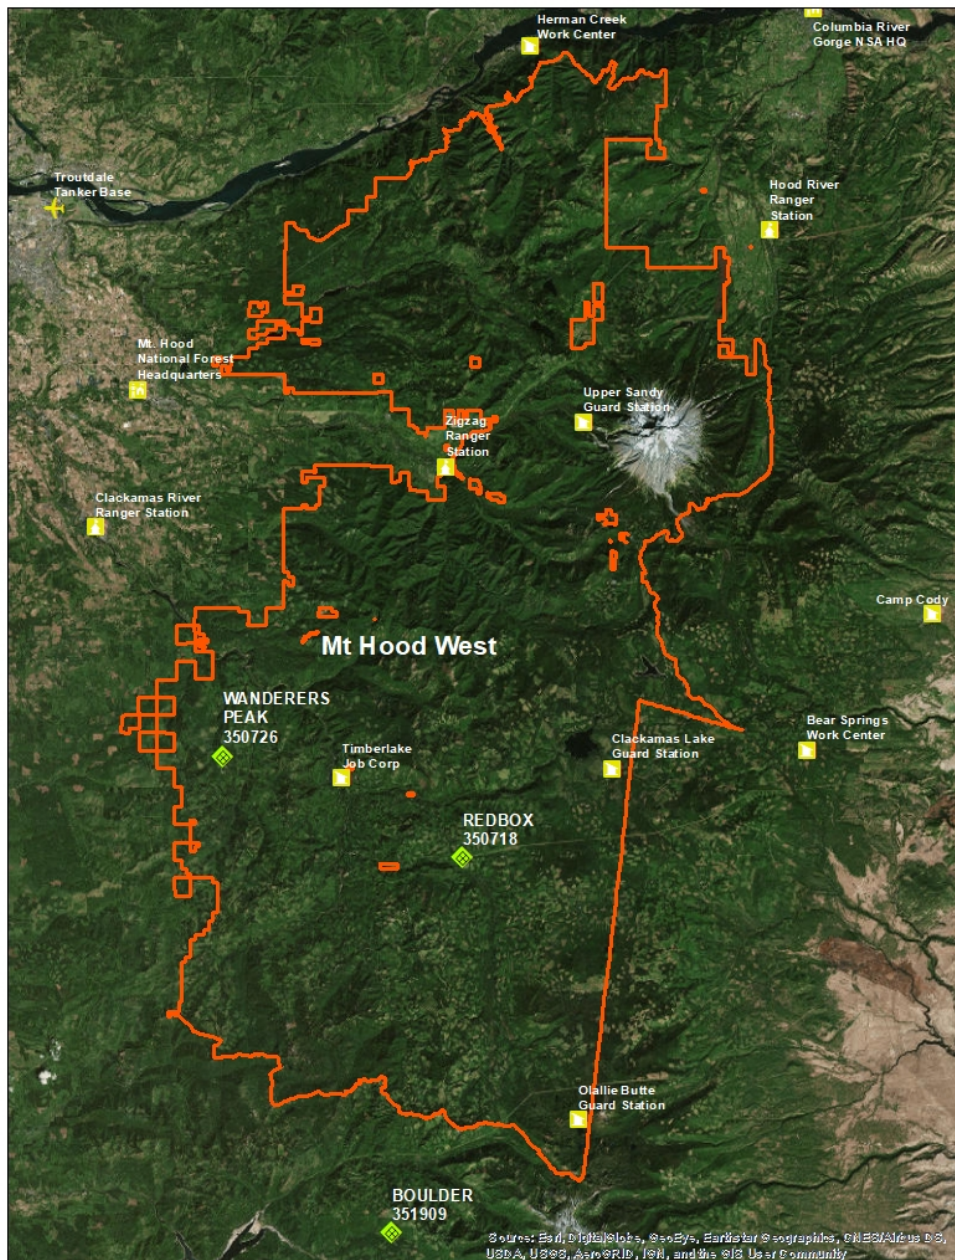 Herman Creek
Work Center
Columbia River
Gorge NSA HQ
Troutdale
Tanker Base
Hood River
Ranger
Station
Mt. Hood
National Forest
Headquarters
Upper Sandy
Guard Station
Zigzag
Ranger
Station
Clackamas River
Ranger Station
Camp Cody
Mt Hood West
WANDERERS
PEAK
350726
Timberlake
Job Corp
Clackamas Lake
Guard Station
Bear Springs
Work Center
REDBOX
350718
Olallie Butte
Guard Station
BOULDER
351909
Source: Esri, DigitalGlobe, GeoEye, Earthstar Geographics, CNES/Airbus DS,
USDA, USGS, AeroGRID, IGN, and the GIS User Community